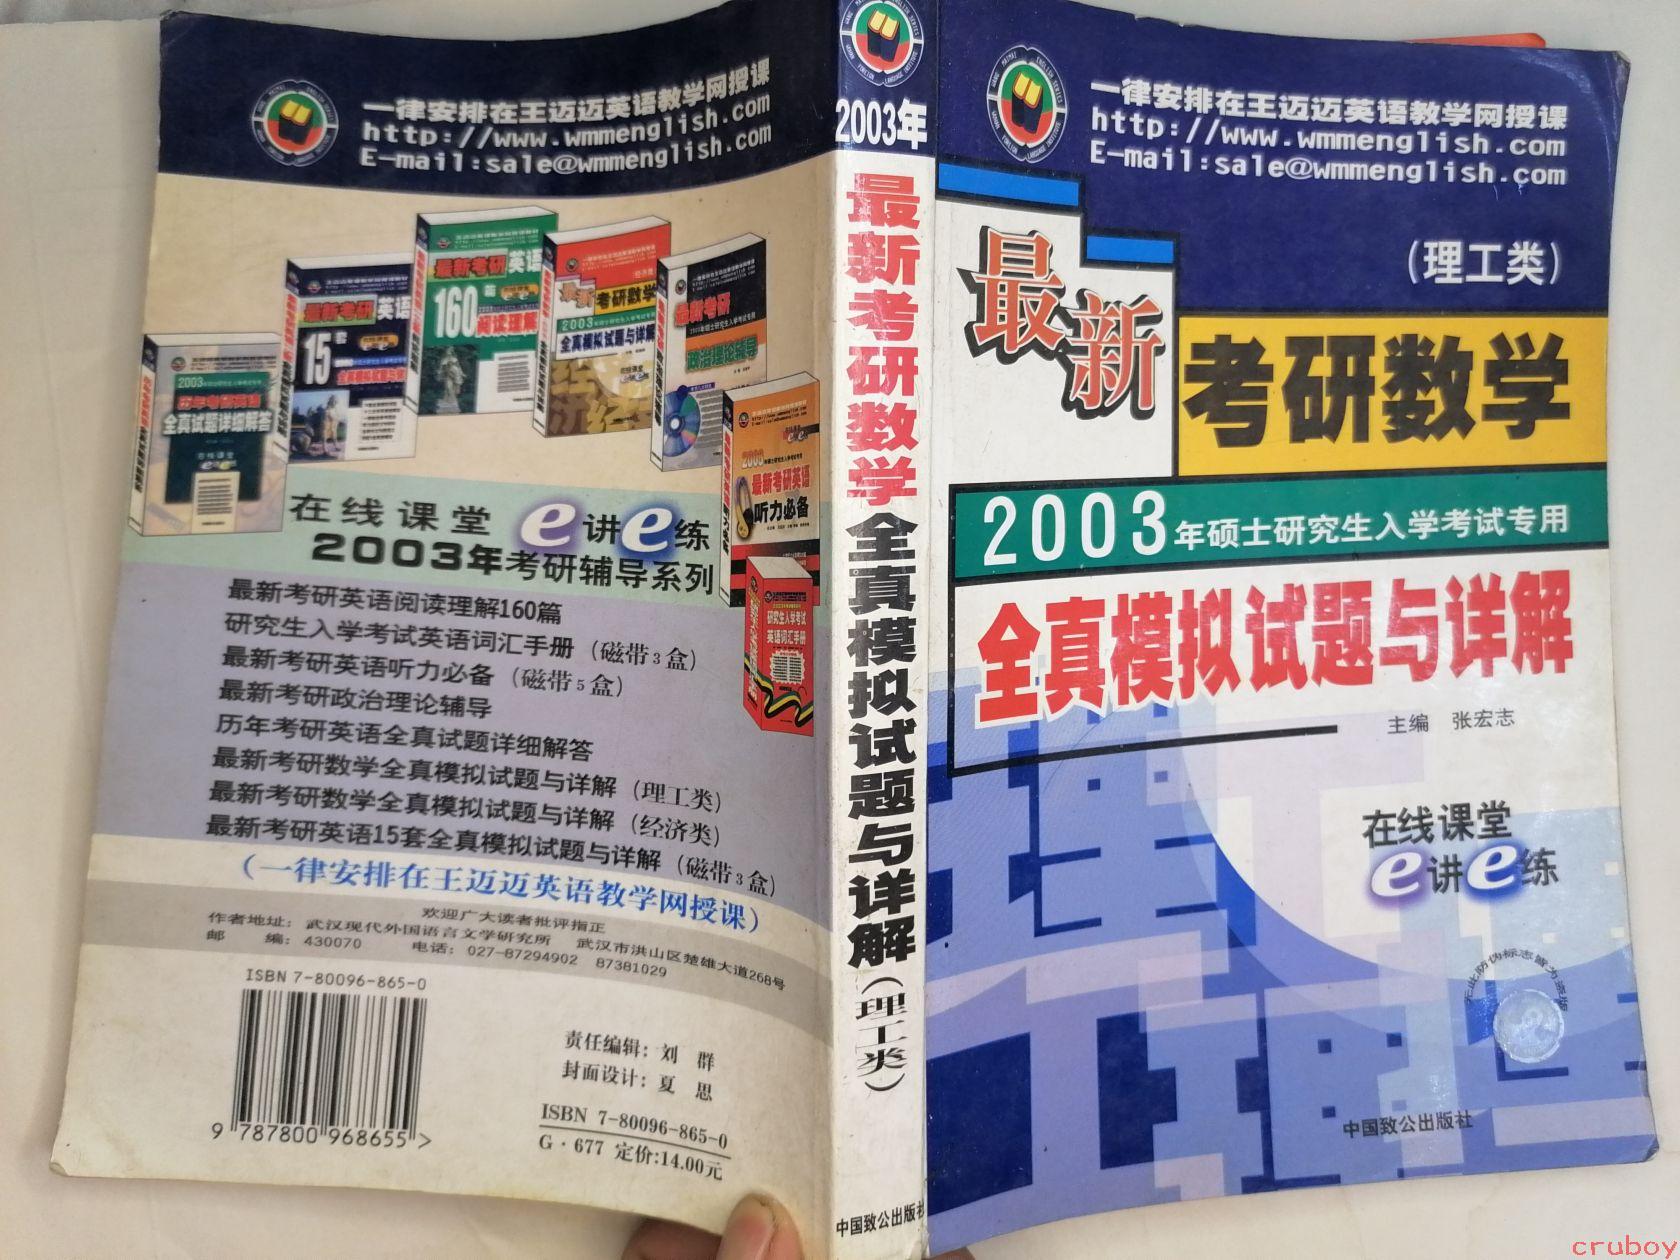 一律安排在王迈迈英语教学网授课
http://www.wmmenglish.com
E-mail:sale@wmmenglish.com
在线课堂 e讲e练
2003年考研辅导系列
最新考研英语阅读理解160篇
研究生入学考试英语词汇手册（磁带3盒）
最新考研英语听力必备（磁带5盒）
最新考研政治理论辅导
历年考研英语全真试题详细解答
最新考研数学全真模拟试题与详解（理工类）
最新考研数学全真模拟试题与详解（经济类）
最新考研英语15套全真模拟试题与详解（磁带3盒）
（一律安排在王迈迈英语教学网授课）
欢迎广大读者批评指正
作者地址：武汉现代外国语言文学研究所 武汉市洪山区楚雄大道268号
邮 编：430070 电话：027-87294902 87381029
ISBN 7-80096-865-0
9 787800 968655 >
责任编辑：刘 群
封面设计：夏 思
ISBN 7-80096-865-0
G·677 定价:14.00元
2003年
最新考研数学全真模拟试题与详解（理工类）
中国致公出版社
一律安排在王迈迈英语教学网授课
http://www.wmmenglish.com
E-mail:sale@wmmenglish.com
（理工类）
最新
考研数学
2003年硕士研究生入学考试专用
全真模拟试题与详解
主编 张宏志
在线课堂
e讲e练
无此防伪标志皆为盗版
中国致公出版社
cruboy